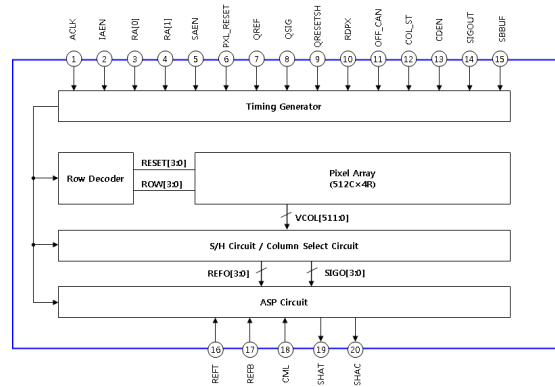 ACLK
IAEN
RA[0]
RA[1]
SAEN
PXL_RESET
QREF
QSIG
QRESETSH
RDPX
OFF_CAN
COL_ST
CDEN
SIGOUT
SBBUF
1 2 3 4 5 6 7 8 9 10 11 12 13 14 15
Timing Generator
Row Decoder
RESET[3:0]
ROW[3:0]
Pixel Array
(512C×4R)
VCOL[511:0]
S/H Circuit / Column Select Circuit
REFO[3:0]
SIGO[3:0]
ASP Circuit
16 17 18 19 20
REFT
REFB
CML
SHAT
SHAC